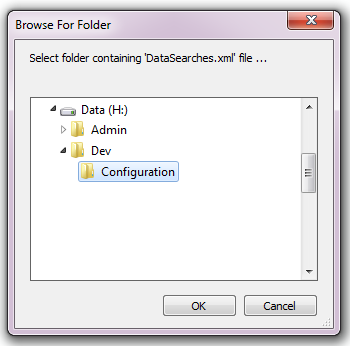 Browse For Folder
Select folder containing 'DataSearches.xml' file ...
Data (H:)
Admin
Dev
Configuration
OK Cancel